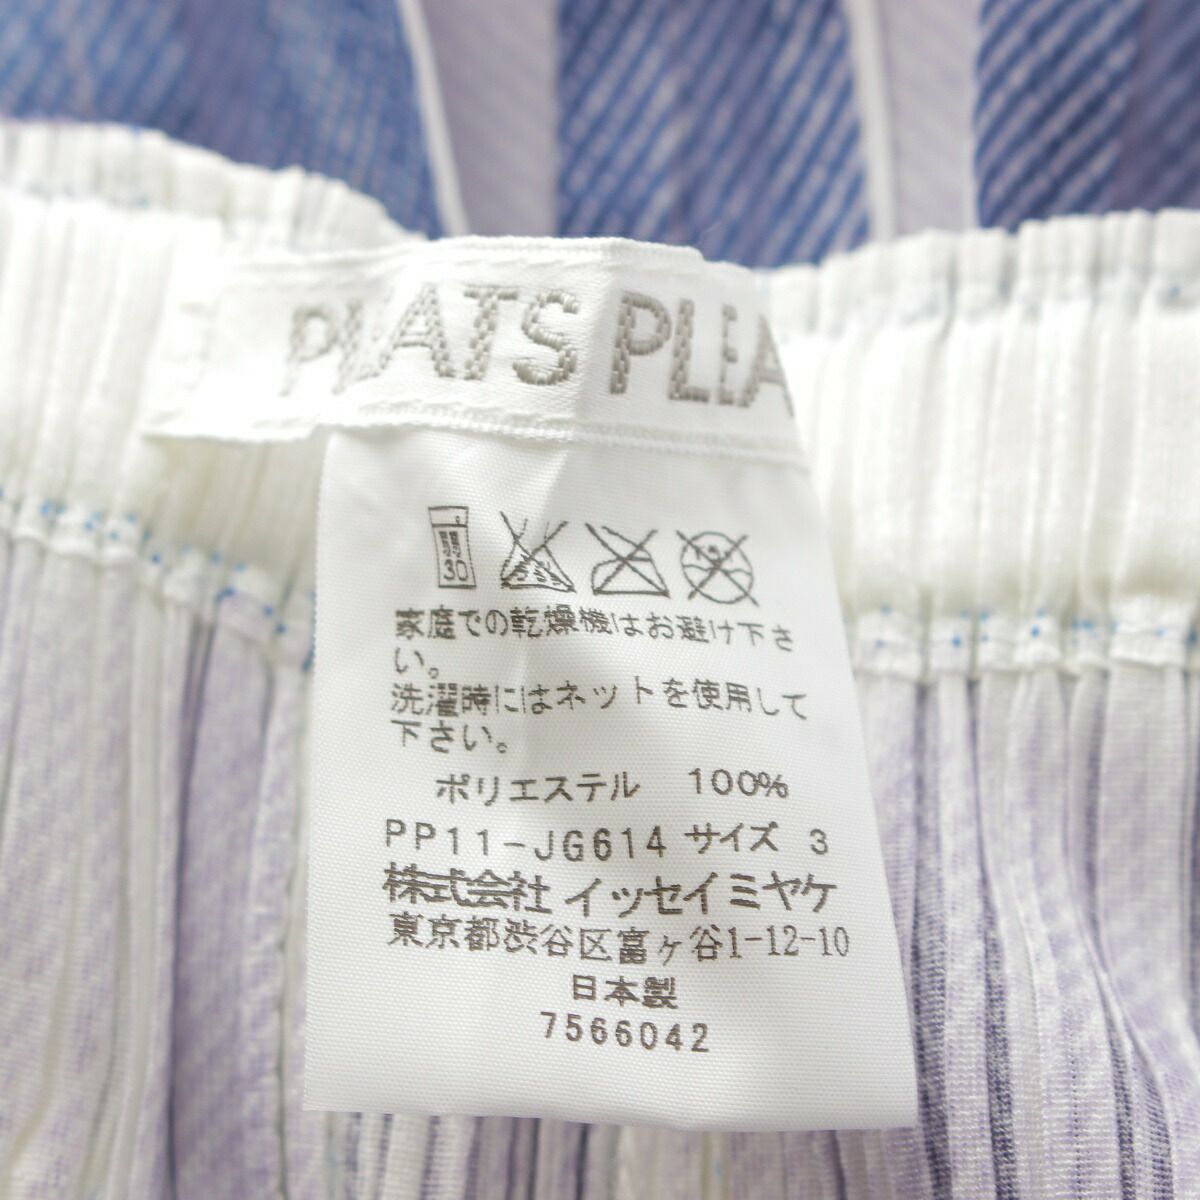 PLEATS PLEA
30
家庭での乾燥機はお避け下さ
い。
洗濯時にはネットを使用して
下さい。
ポリエステル 100%
PP11-JG614 サイズ 3
株式会社 イッセイミヤケ
東京都渋谷区富ヶ谷1-12-10
日本製
7566042